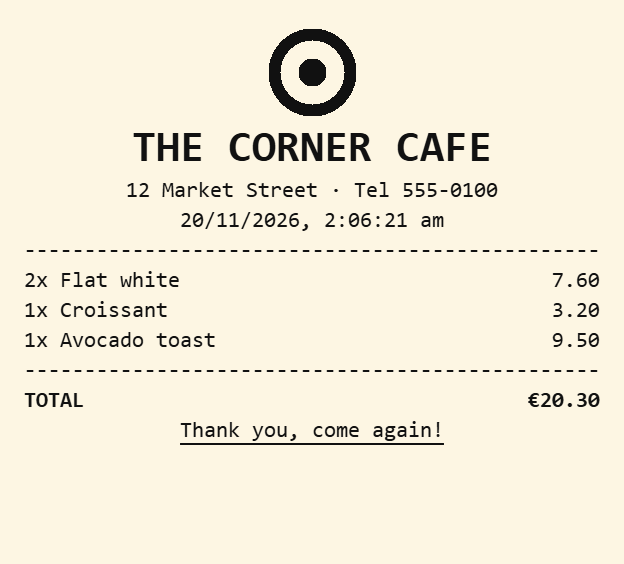 THE CORNER CAFE
12 Market Street · Tel 555-0100
20/11/2026, 2:06:21 am
------------------------------------------------
2x Flat white 7.60
1x Croissant 3.20
1x Avocado toast 9.50
------------------------------------------------
TOTAL €20.30
Thank you, come again!